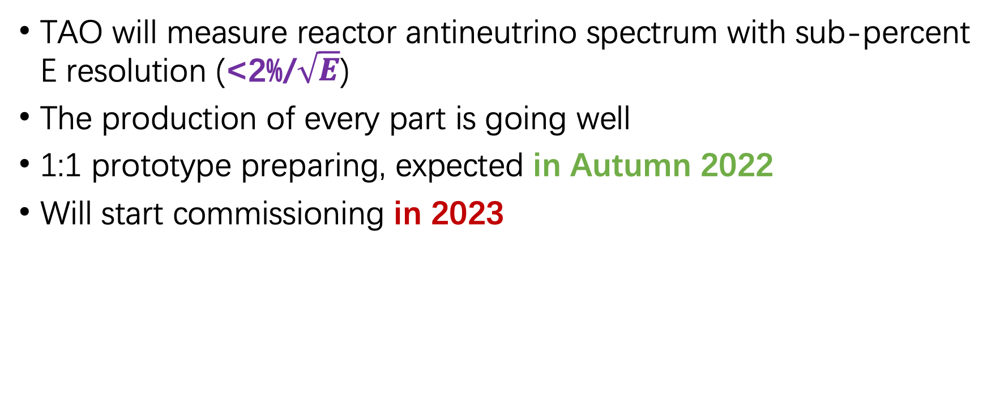 • TAO will measure reactor antineutrino spectrum with sub-percent
E resolution (<2%/√E)
• The production of every part is going well
• 1:1 prototype preparing, expected in Autumn 2022
• Will start commissioning in 2023